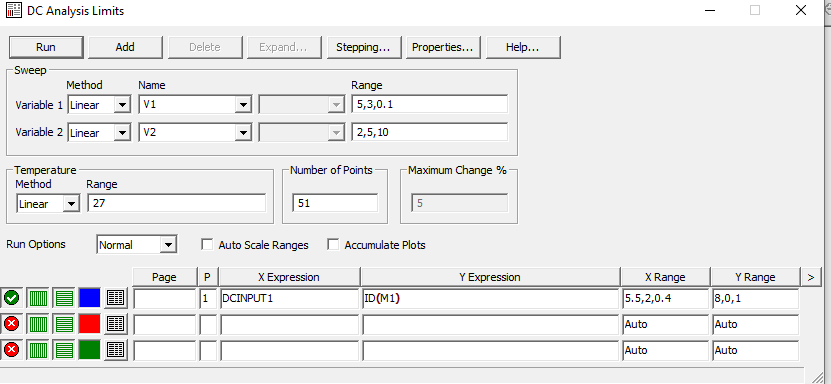 DC Analysis Limits
Run Add Delete Expand... Stepping... Properties... Help...
Sweep
Method Name Range
Variable 1 Linear V1 5,3,0.1
Variable 2 Linear V2 2,5,10
Temperature Number of Points Maximum Change %
Method Range
Linear 27 51 5
Run Options Normal Auto Scale Ranges Accumulate Plots
Page P X Expression Y Expression X Range Y Range >
1 DCINPUT1 ID(M1) 5.5,2,0.4 8,0,1
Auto Auto
Auto Auto